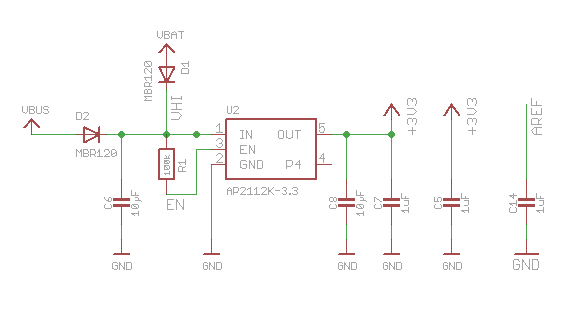 VBAT
MBR120
D1
VHI
VBUS
D2
MBR120
U2
1
IN
OUT
5
3
EN
2
GND
P4
4
AP2112K-3.3
100k
R1
EN
+3V3
+3V3
AREF
C6
10µF
C8
10µF
C7
1uF
C5
1uF
C14
1uF
GND
GND
GND
GND
GND
GND